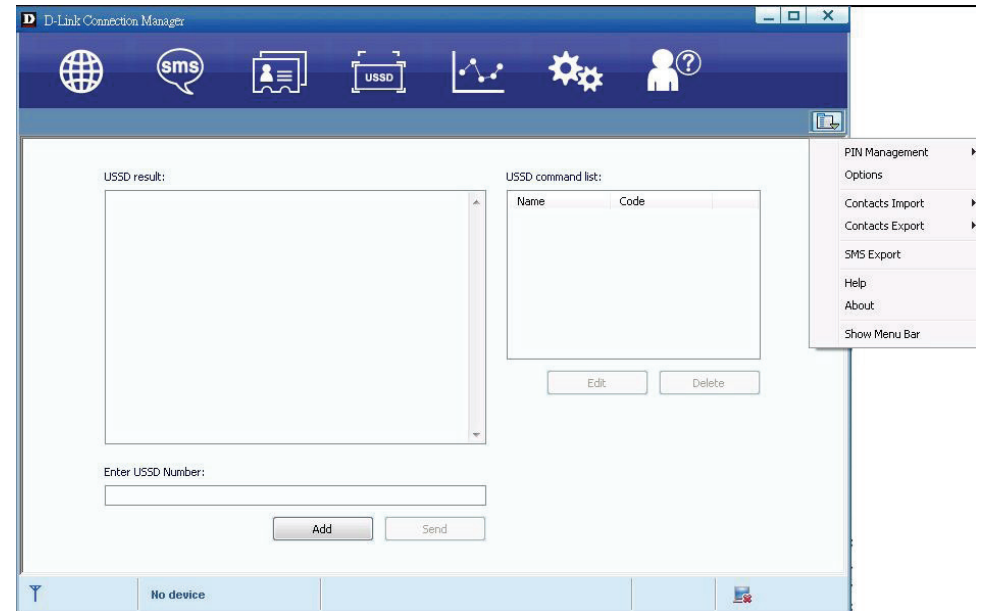 D D-Link Connection Manager
sms
USSD
?
PIN Management
Options
Contacts Import
Contacts Export
SMS Export
Help
About
Show Menu Bar
USSD result:
USSD command list:
Name Code
Edit Delete
Enter USSD Number:
Add Send
No device